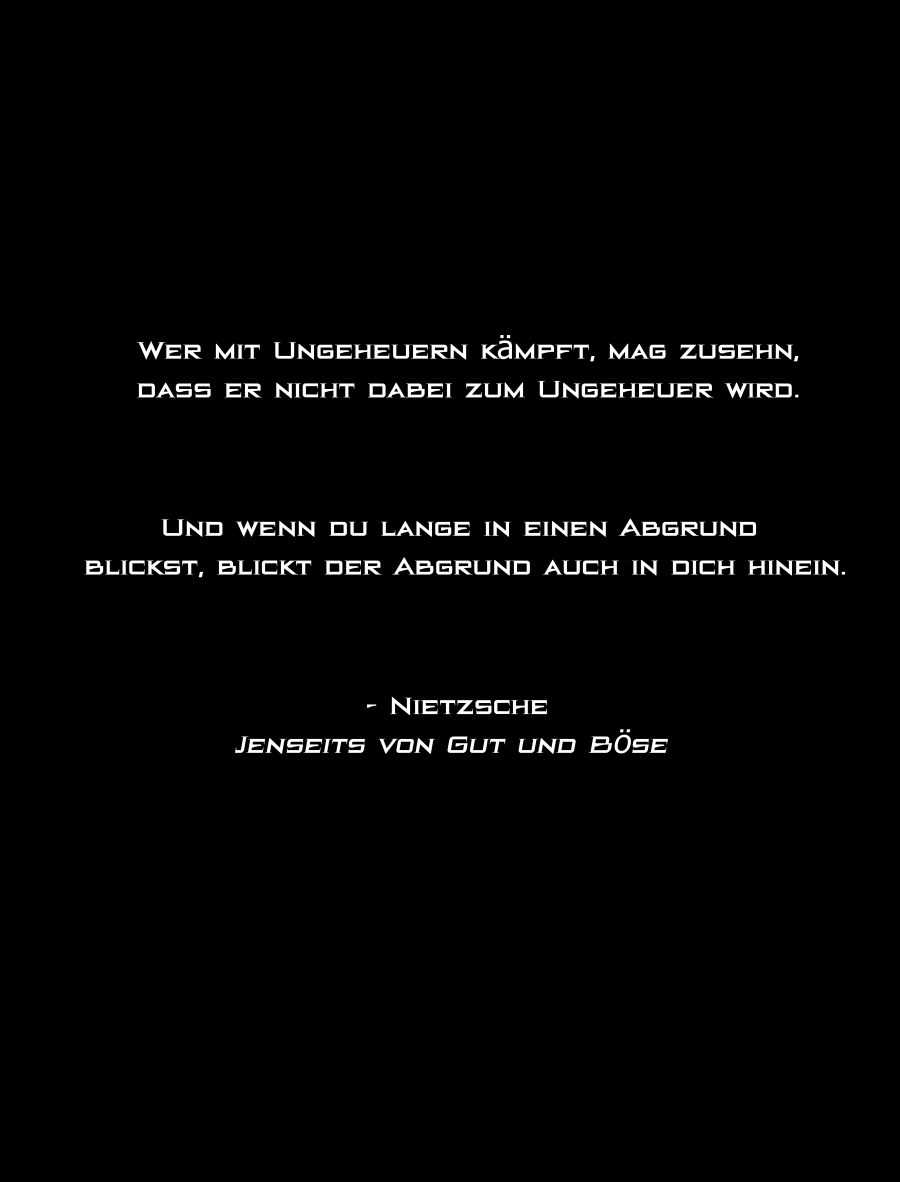 Wer mit Ungeheuern kämpft, mag zusehn,
dass er nicht dabei zum Ungeheuer wird.
Und wenn du lange in einen Abgrund
blickst, blickt der Abgrund auch in dich hinein.
- Nietzsche
Jenseits von Gut und Böse